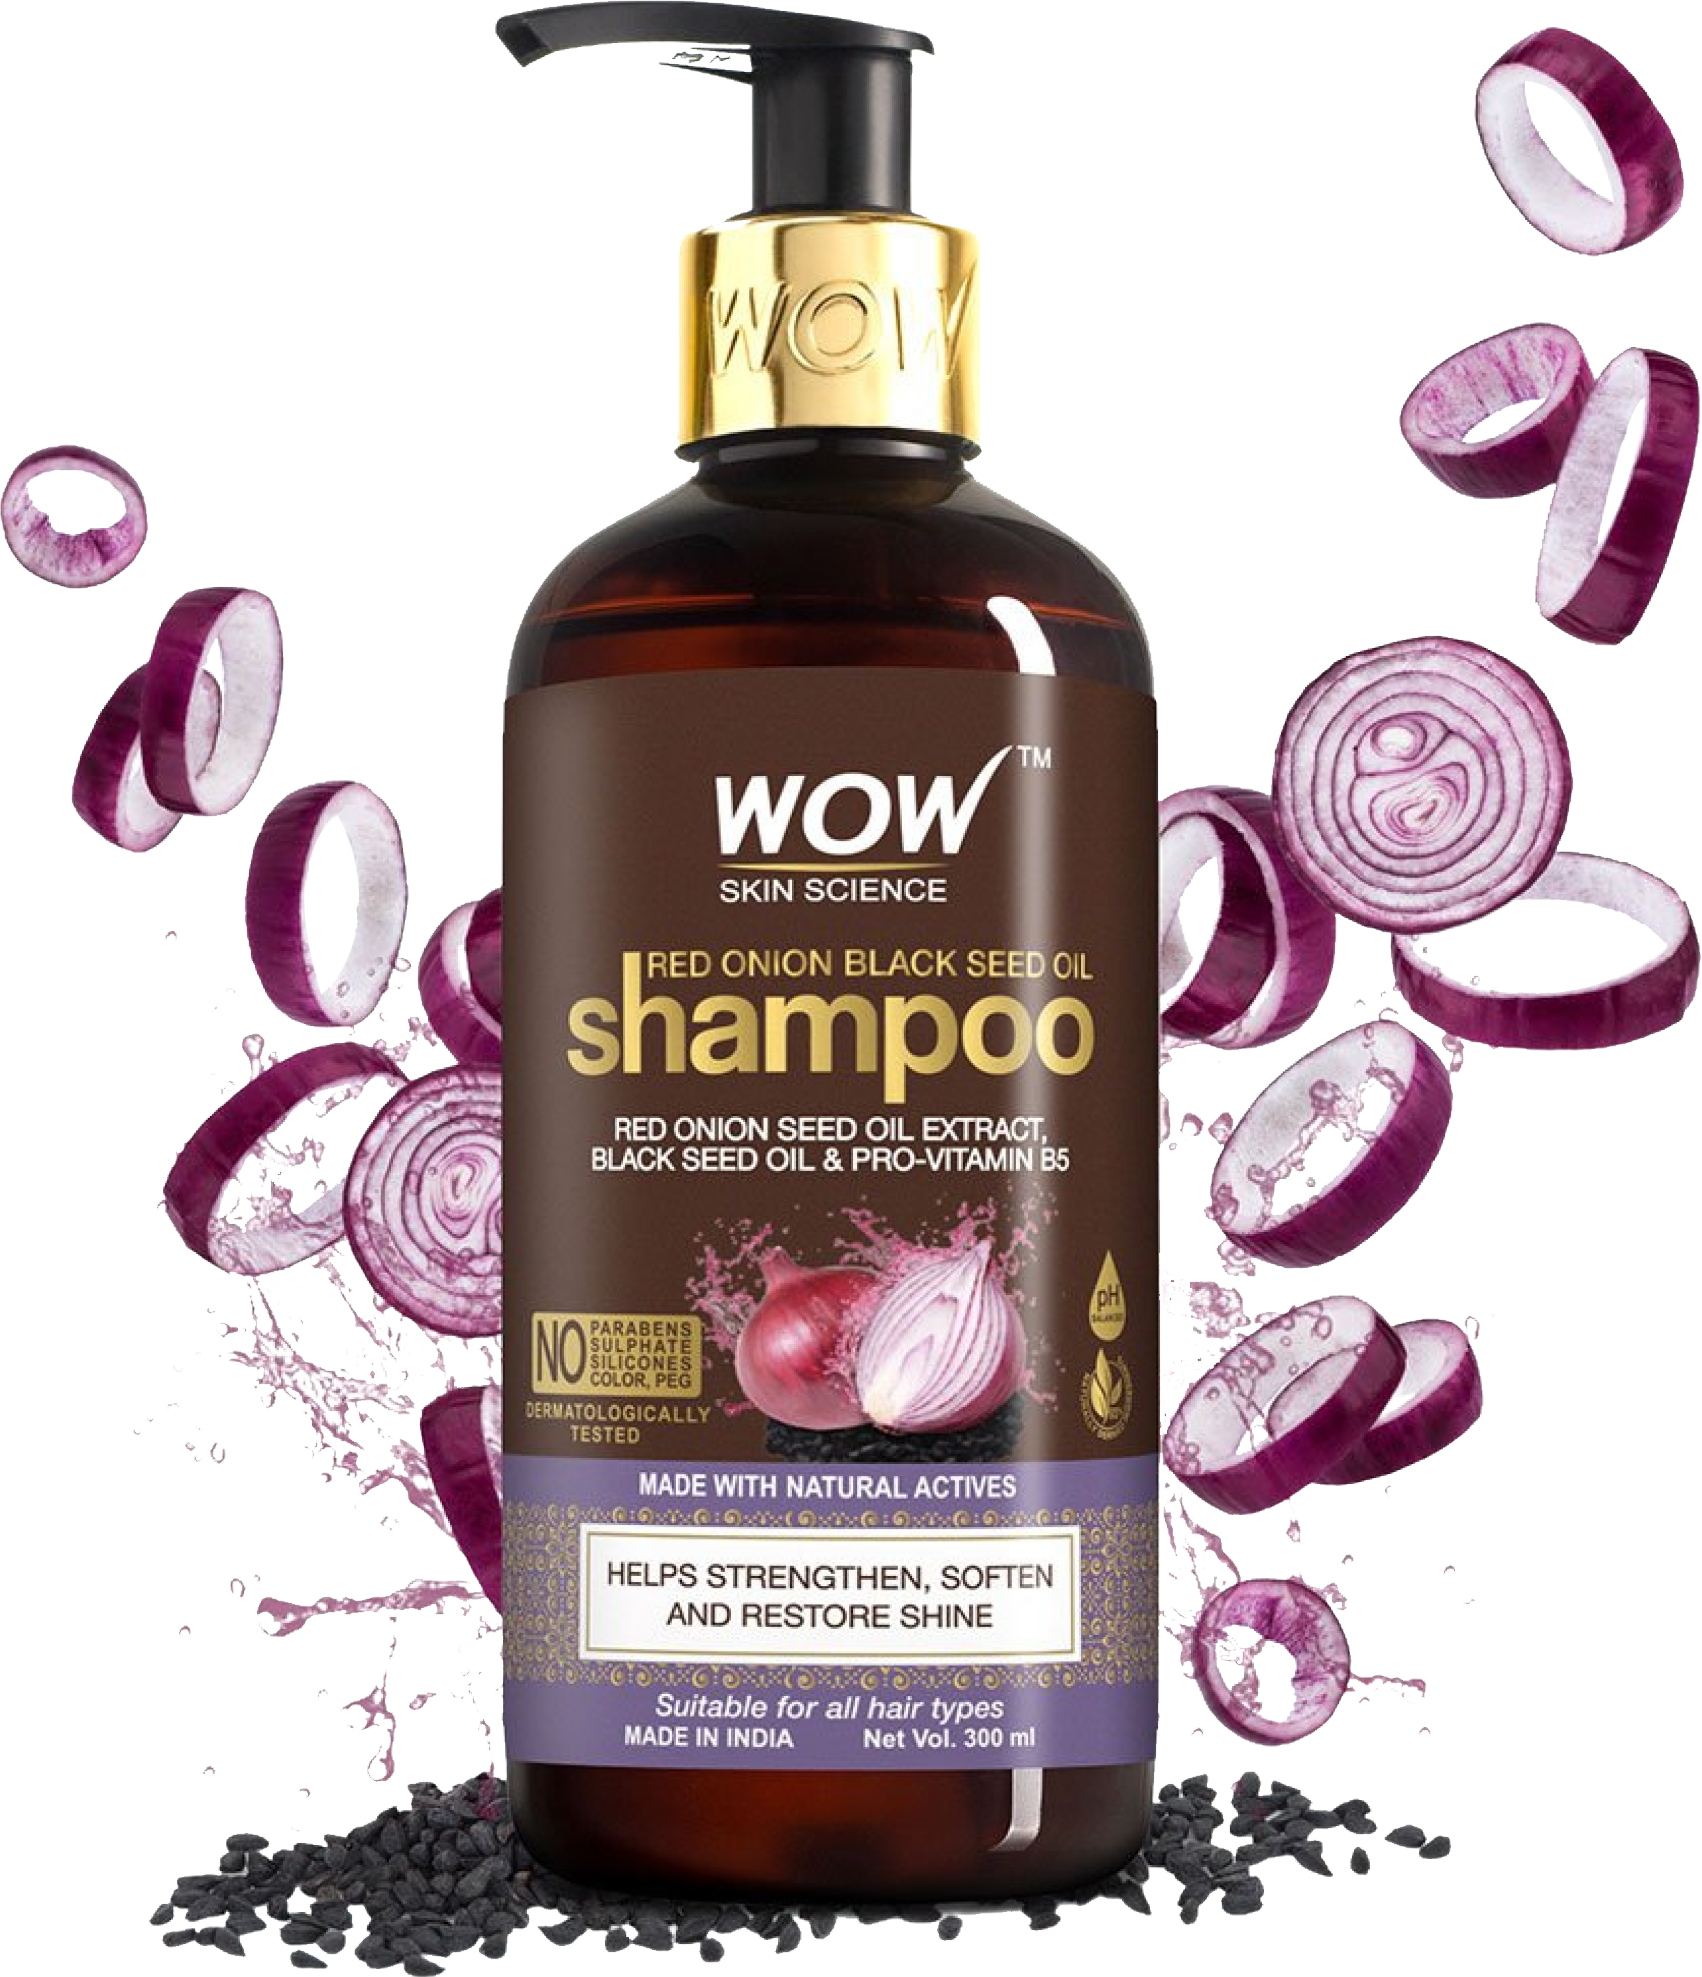 WOW
WOW™
SKIN SCIENCE
RED ONION BLACK SEED OIL
shampoo
RED ONION SEED OIL EXTRACT,
BLACK SEED OIL & PRO-VITAMIN B5
pH
BALANCED
NO PARABENS
SULPHATE
SILICONES
COLOR, PEG
DERMATOLOGICALLY
TESTED
MADE WITH NATURAL ACTIVES
HELPS STRENGTHEN, SOFTEN
AND RESTORE SHINE
Suitable for all hair types
MADE IN INDIA Net Vol. 300 ml